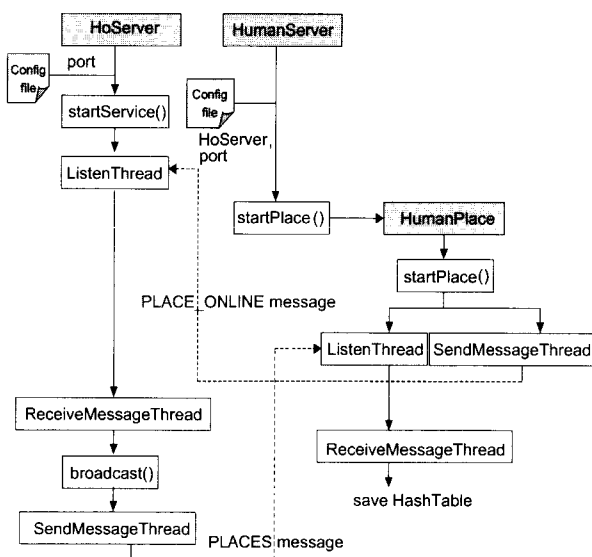 HoServer
HumanServer
Config
file
port
startService()
Config
file
HoServer,
port
ListenThread
startPlace()
HumanPlace
startPlace()
PLACE_ONLINE message
ListenThread
SendMessageThread
ReceiveMessageThread
ReceiveMessageThread
broadcast()
save HashTable
SendMessageThread
PLACES message